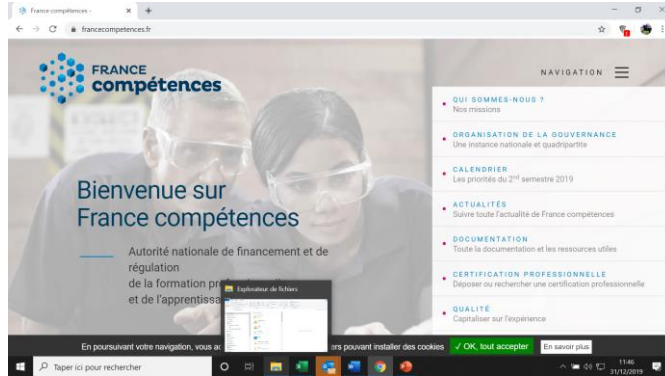 France compétences -
francecompetences.fr
FRANCE
compétences
NAVIGATION
Bienvenue sur
France compétences
Autorité nationale de financement et de
régulation
de la formation
et de l'apprentissa
QUI SOMMES-NOUS ?
Nos missions
ORGANISATION DE LA GOUVERNANCE
Une instance nationale et quadripartite
CALENDRIER
Les priorités du 2nd semestre 2019
ACTUALITÉS
Suivre toute l'actualité de France compétences
DOCUMENTATION
Toute la documentation et les ressources utiles
CERTIFICATION PROFESSIONNELLE
Déposer ou rechercher une certification professionnelle
QUALITÉ
Capitaliser sur l'expérience
Explorateur de fichiers
En poursuivant votre navigation, vous ac
ers pouvant installer des cookies
✓ OK, tout accepter
En savoir plus
Taper ici pour rechercher
11:46
31/12/2019